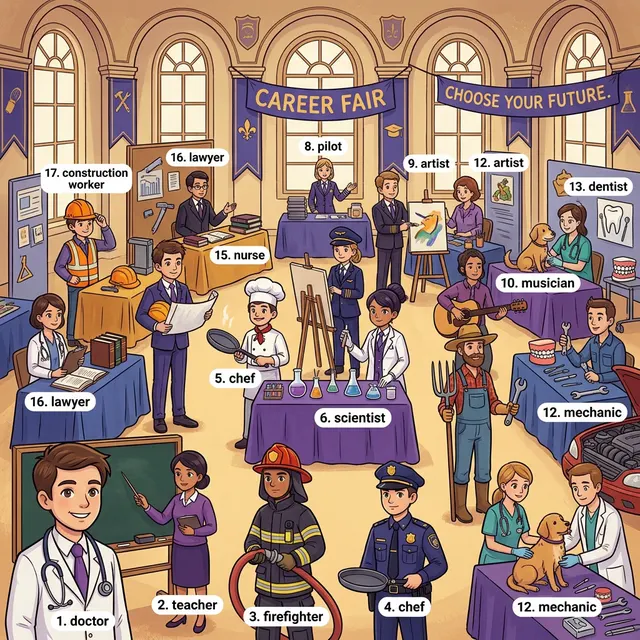 CAREER FAIR
CHOOSE YOUR FUTURE.
8. pilot
16. lawyer
9. artist
12. artist
17. construction
worker
13. dentist
15. nurse
10. musician
5. chef
16. lawyer
6. scientist
12. mechanic
1. doctor
2. teacher
3. firefighter
4. chef
12. mechanic